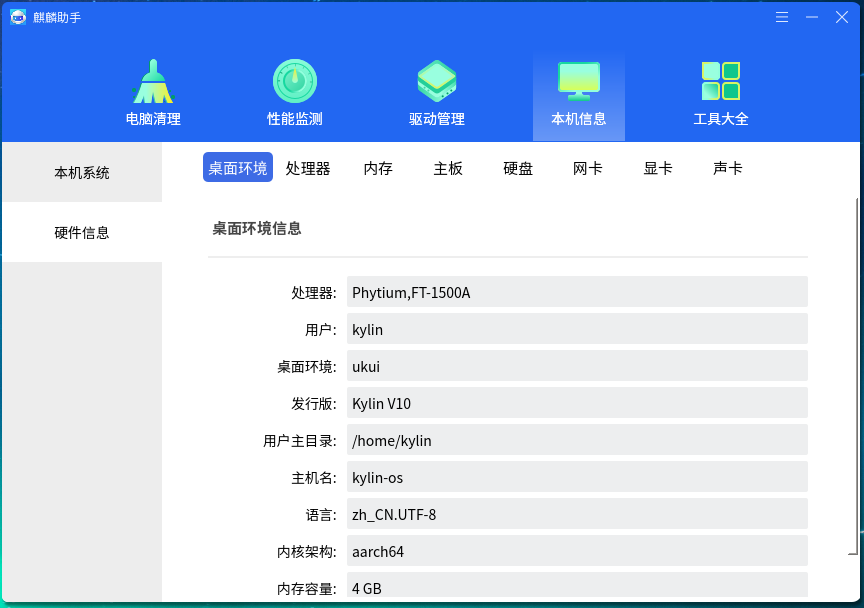 麒麟助手
电脑清理 性能监测 驱动管理 本机信息 工具大全
本机系统
硬件信息
桌面环境 处理器 内存 主板 硬盘 网卡 显卡 声卡
桌面环境信息
处理器: Phytium,FT-1500A
用户: kylin
桌面环境: ukui
发行版: Kylin V10
用户主目录: /home/kylin
主机名: kylin-os
语言: zh_CN.UTF-8
内核架构: aarch64
内存容量: 4 GB